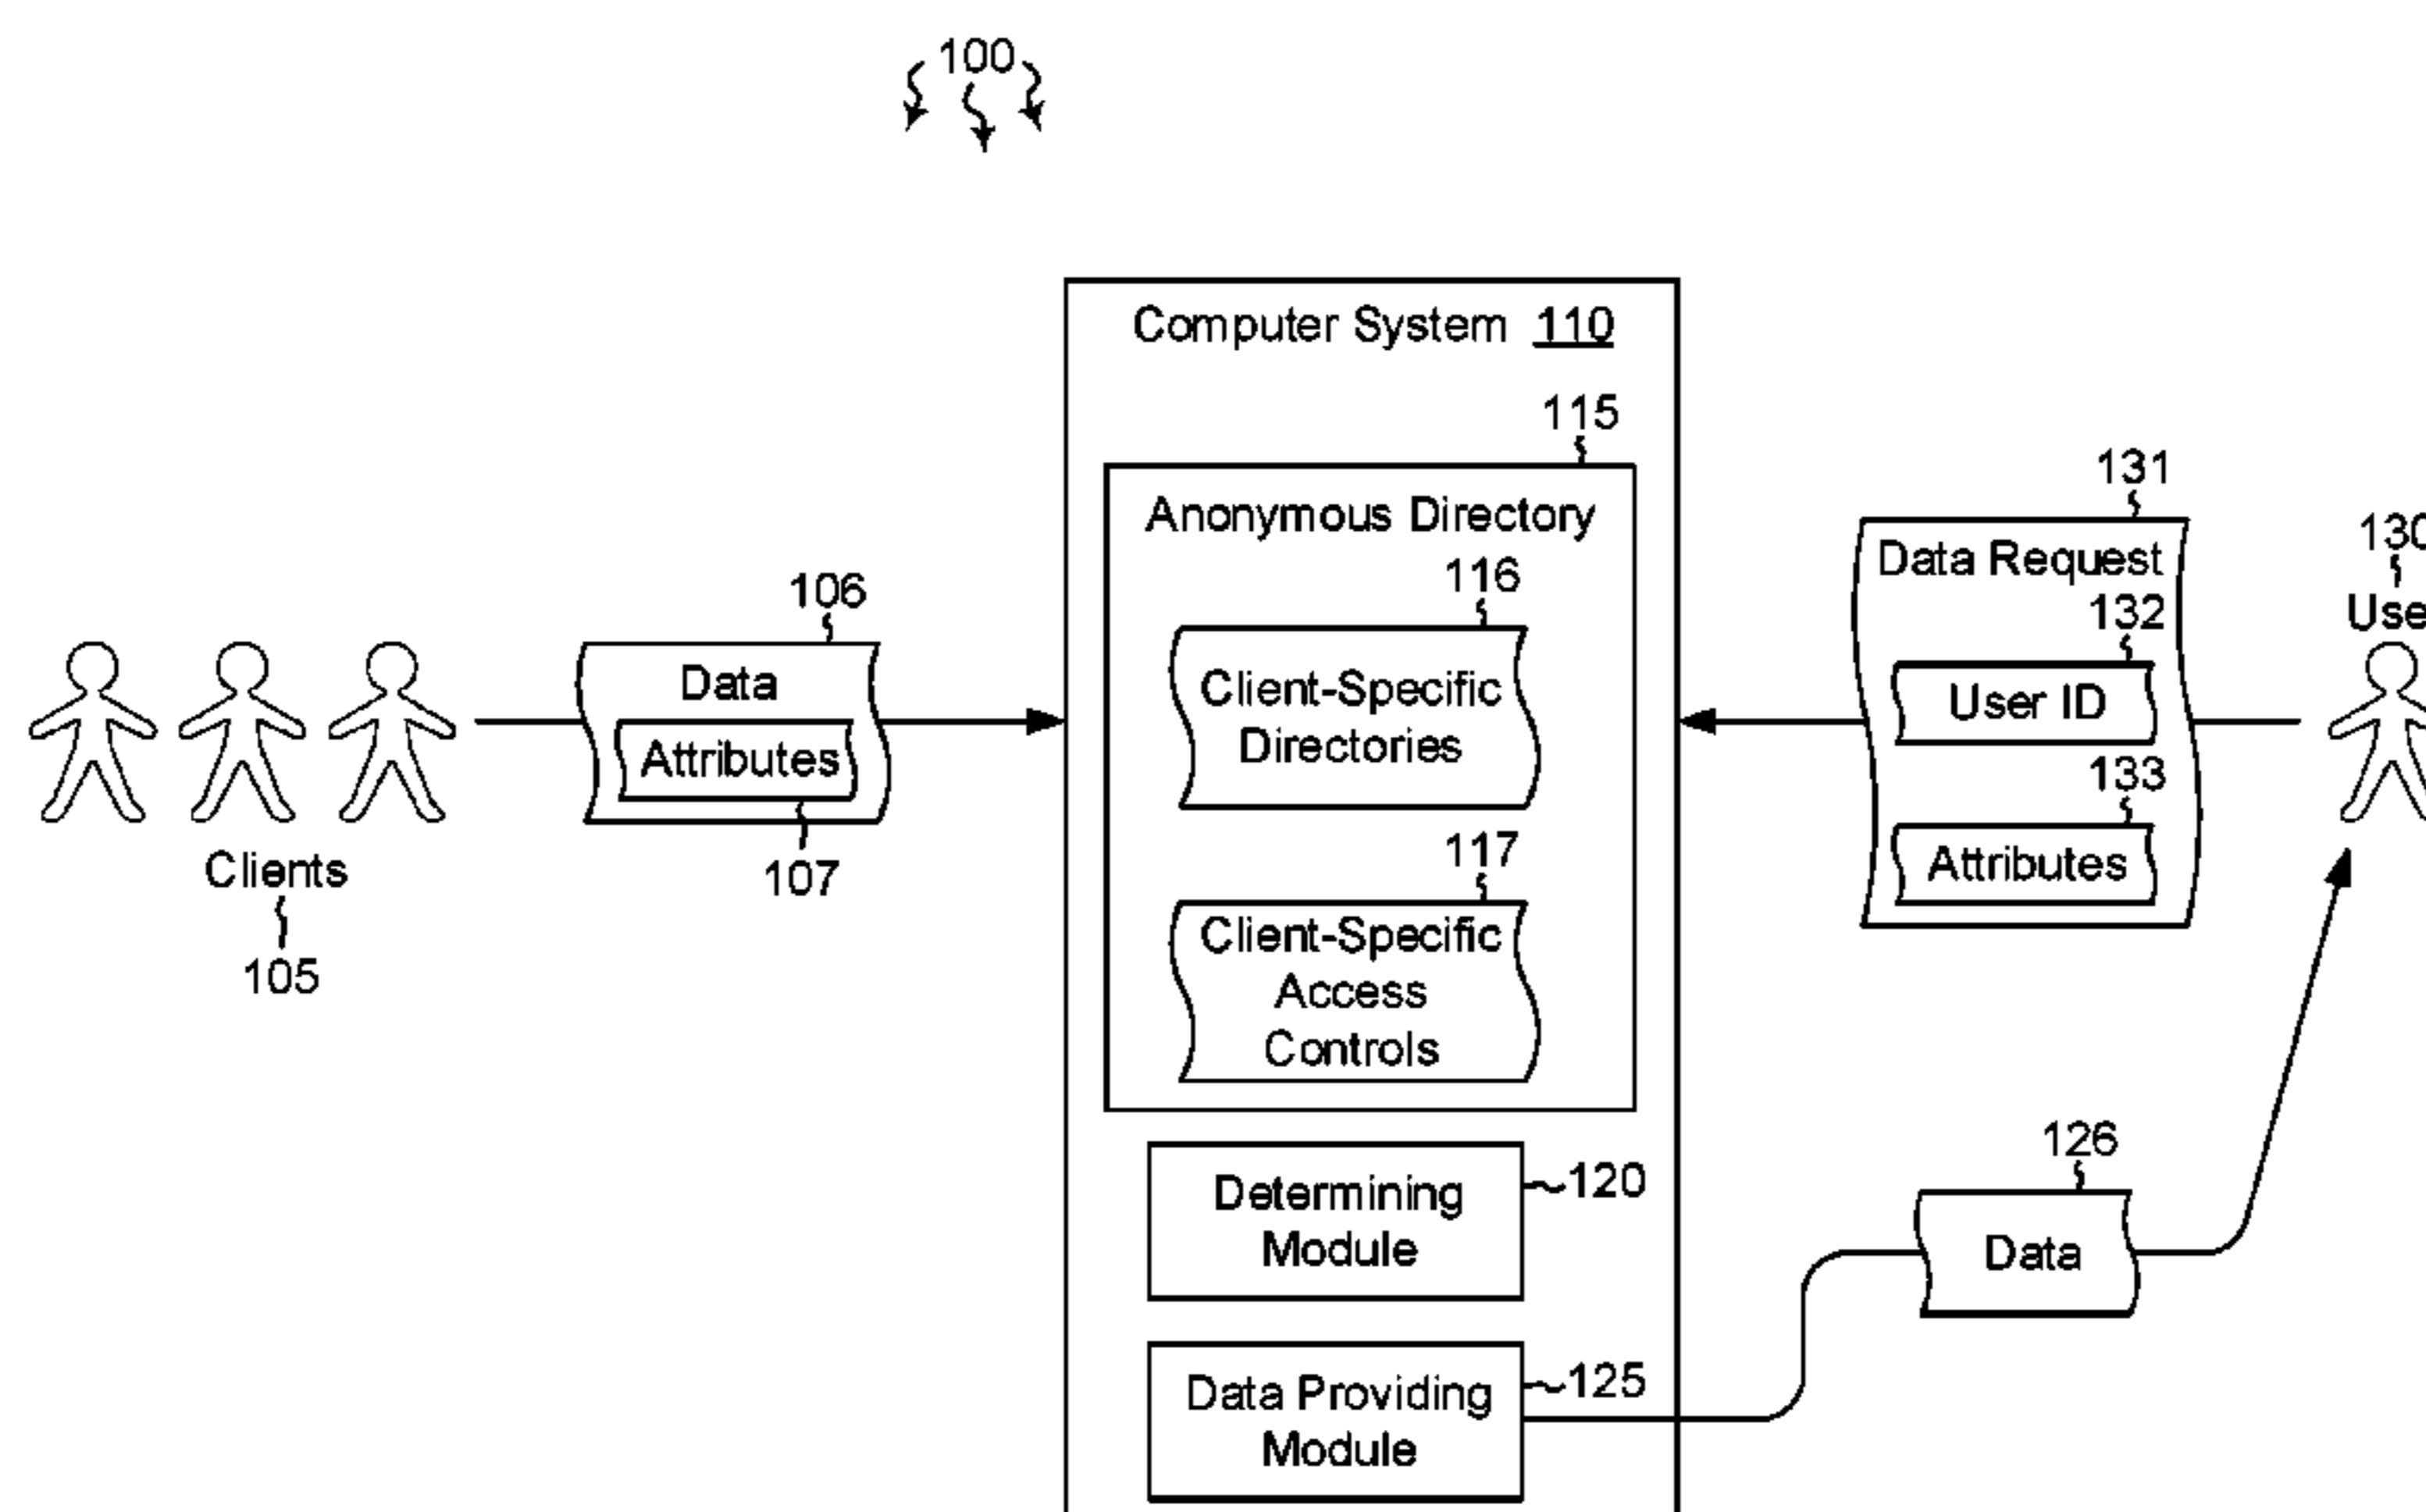 100
Computer System 110
115
Anonymous Directory
116
Client-Specific
Directories
117
Client-Specific
Access
Controls
Determining
Module
120
Data Providing
Module
125
106
Data
Attributes
107
Clients
105
131
Data Request
132
User ID
133
Attributes
130
Use
126
Data